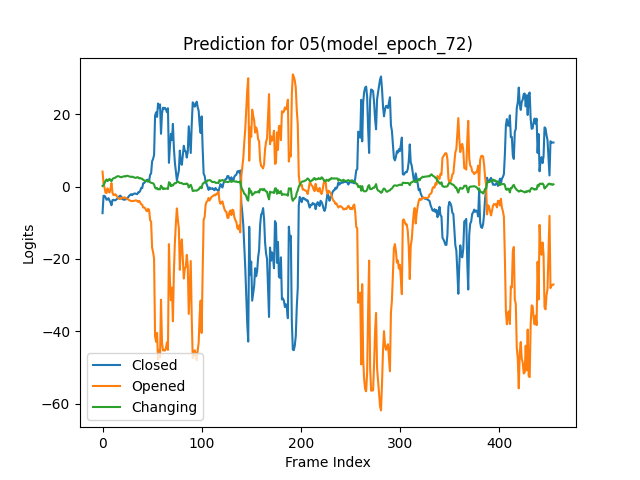 Prediction for 05(model_epoch_72)
20
0
−20
−40
−60
Logits
Closed
Opened
Changing
0 100 200 300 400
Frame Index